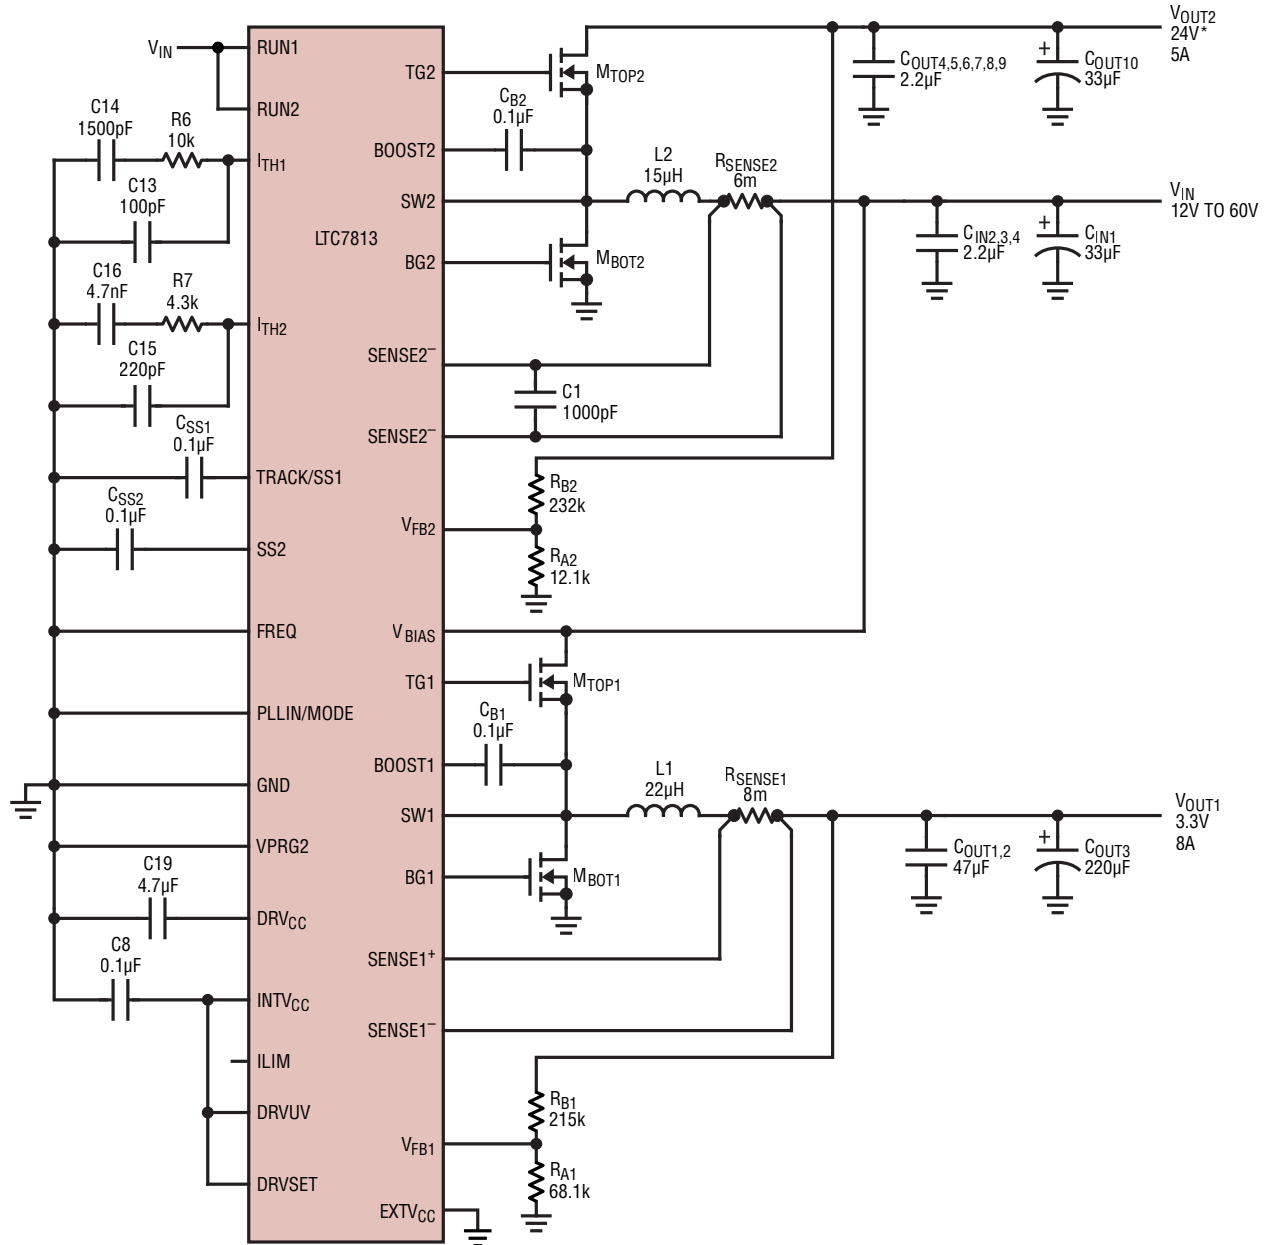 VIN
RUN1
RUN2
C14
1500pF
R6
10k
ITH1
C13
100pF
C16
4.7nF
R7
4.3k
ITH2
C15
220pF
CSS1
0.1µF
TRACK/SS1
CSS2
0.1µF
SS2
FREQ
PLLIN/MODE
GND
VPRG2
C19
4.7µF
DRVCC
C8
0.1µF
INTVCC
ILIM
DRVUV
DRVSET
LTC7813
TG2
BOOST2
SW2
BG2
SENSE2–
SENSE2–
VFB2
VBIAS
TG1
BOOST1
SW1
BG1
SENSE1+
SENSE1–
VFB1
EXTVCC
MTOP2
CB2
0.1µF
L2
15µH
RSENSE2
6m
MBOT2
C1
1000pF
RB2
232k
RA2
12.1k
MTOP1
CB1
0.1µF
L1
22µH
RSENSE1
8m
MBOT1
RB1
215k
RA1
68.1k
COUT4,5,6,7,8,9
2.2µF
+
COUT10
33µF
VOUT2
24V*
5A
CIN2,3,4
2.2µF
+
CIN1
33µF
VIN
12V TO 60V
COUT1,2
47µF
+
COUT3
220µF
VOUT1
3.3V
8A